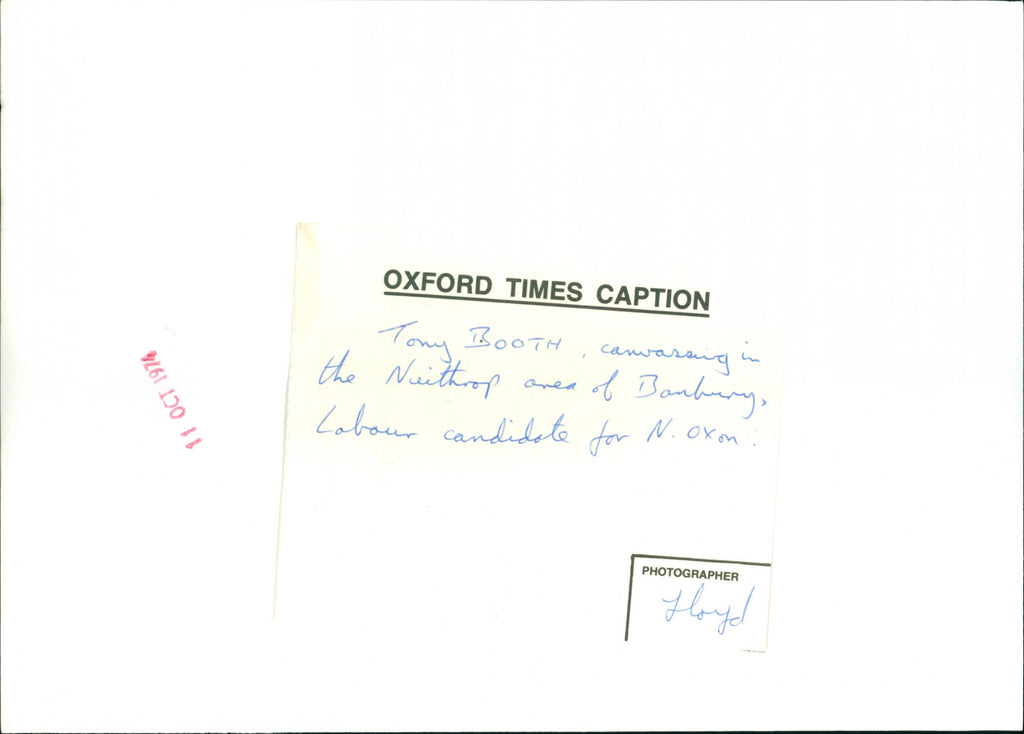 OXFORD TIMES CAPTION
Tony BOOTH, canvassing in
the Neithrop area of Banbury,
Labour candidate for N. Oxon.
11 OCT 1974
PHOTOGRAPHER
Lloyd